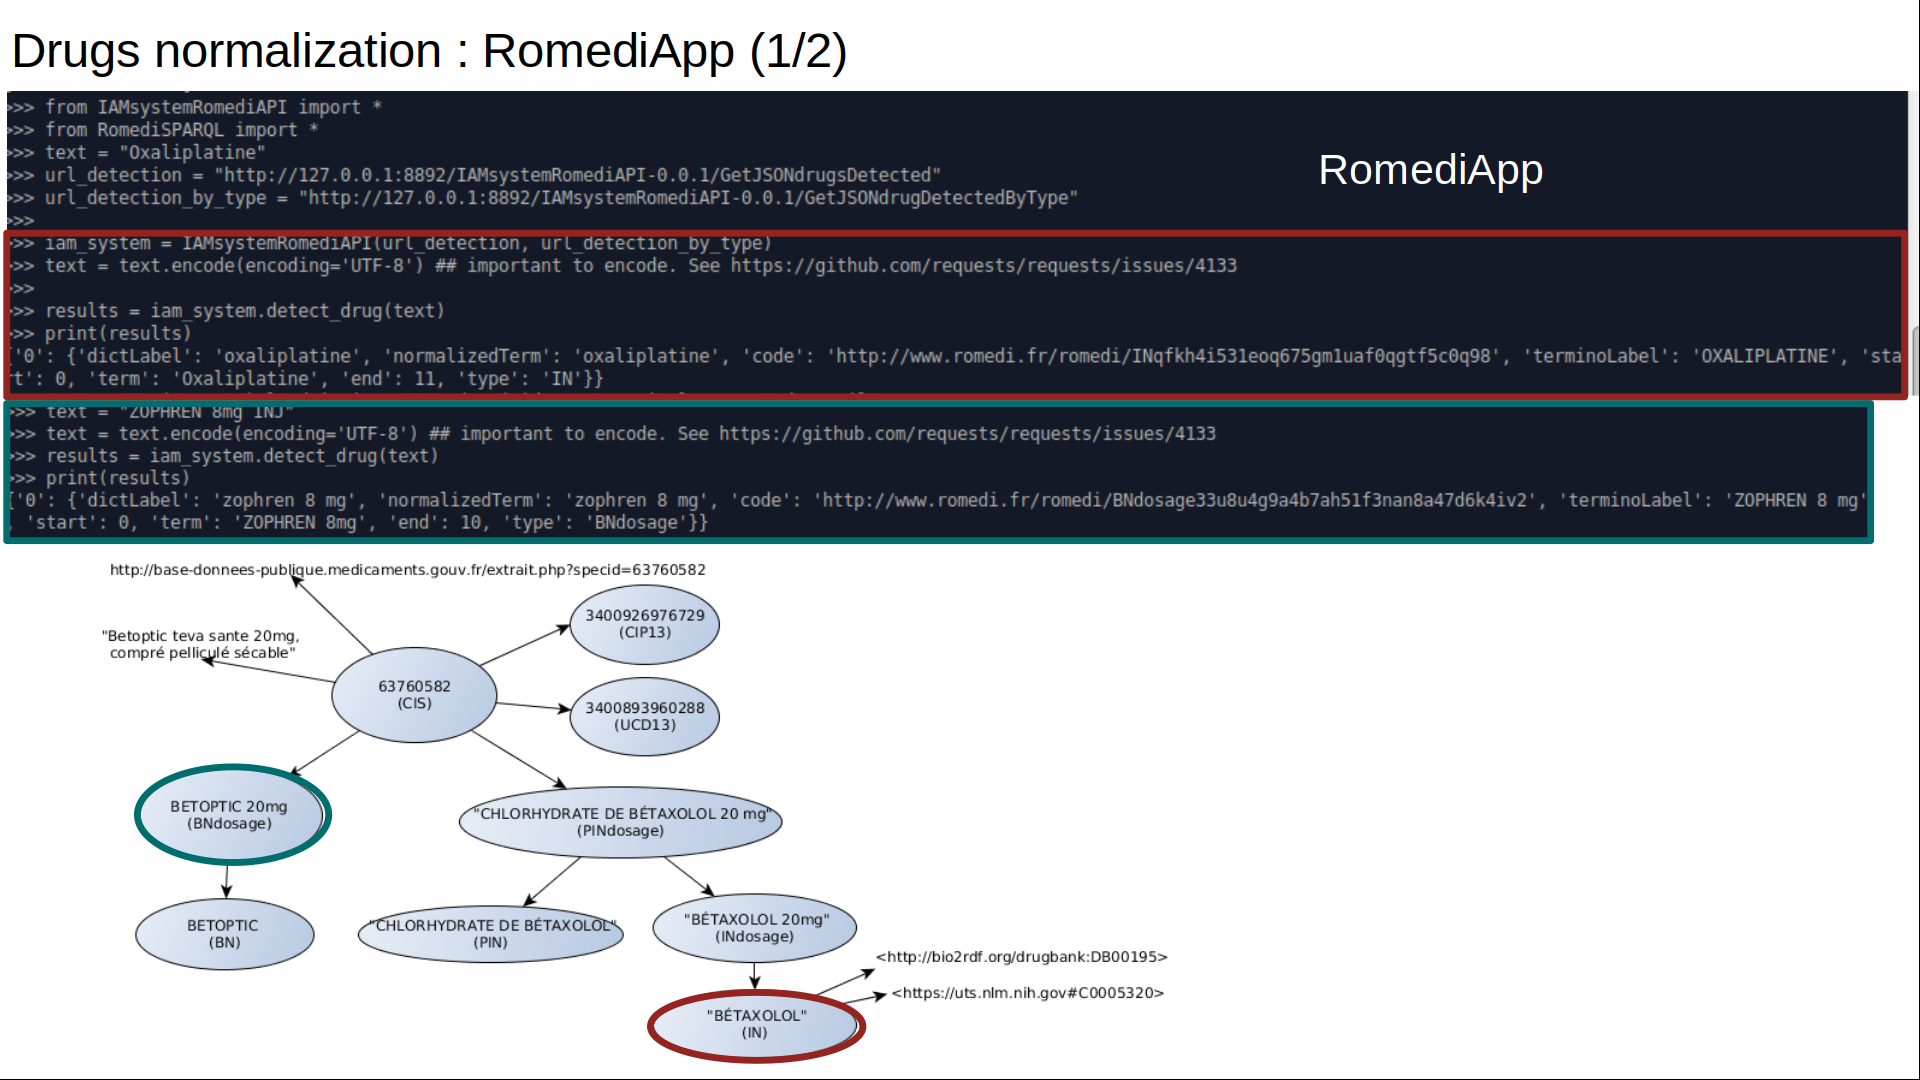 Drugs normalization : RomediApp (1/2)
>>> from IAMsystemRomediAPI import *
>>> from RomediSPARQL import *
>>> text = "Oxaliplatine"
RomediApp
>>> url_detection = "http://127.0.0.1:8892/IAMsystemRomediAPI-0.0.1/GetJSONdrugsDetected"
>>> url_detection_by_type = "http://127.0.0.1:8892/IAMsystemRomediAPI-0.0.1/GetJSONdrugDetectedByType"
>>>
>>> iam_system = IAMsystemRomediAPI(url_detection, url_detection_by_type)
>>> text = text.encode(encoding='UTF-8') ## important to encode. See https://github.com/requests/requests/issues/4133
>>>
>>> results = iam_system.detect_drug(text)
>>> print(results)
{'0': {'dictLabel': 'oxaliplatine', 'normalizedTerm': 'oxaliplatine', 'code': 'http://www.romedi.fr/romedi/INqfkh4i531eoq675gm1uaf0qgtf5c0q98', 'terminoLabel': 'OXALIPLATINE', 'sta
rt': 0, 'term': 'Oxaliplatine', 'end': 11, 'type': 'IN'}}
>>> text = "ZOPHREN 8mg INJ"
>>> text = text.encode(encoding='UTF-8') ## important to encode. See https://github.com/requests/requests/issues/4133
>>> results = iam_system.detect_drug(text)
>>> print(results)
{'0': {'dictLabel': 'zophren 8 mg', 'normalizedTerm': 'zophren 8 mg', 'code': 'http://www.romedi.fr/romedi/BNdosage33u8u4g9a4b7ah51f3nan8a47d6k4iv2', 'terminoLabel': 'ZOPHREN 8 mg'
, 'start': 0, 'term': 'ZOPHREN 8mg', 'end': 10, 'type': 'BNdosage'}}
http://base-donnees-publique.medicaments.gouv.fr/extrait.php?specid=63760582
3400926976729
(CIP13)
"Betoptic teva sante 20mg,
compré pelliculé sécable"
63760582
(CIS)
3400893960288
(UCD13)
BETOPTIC 20mg
(BNdosage)
"CHLORHYDRATE DE BÉTAXOLOL 20 mg"
(PINdosage)
BETOPTIC
(BN)
"CHLORHYDRATE DE BÉTAXOLOL"
(PIN)
"BÉTAXOLOL 20mg"
(INdosage)
<http://bio2rdf.org/drugbank:DB00195>
<https://uts.nlm.nih.gov#C0005320>
"BÉTAXOLOL"
(IN)